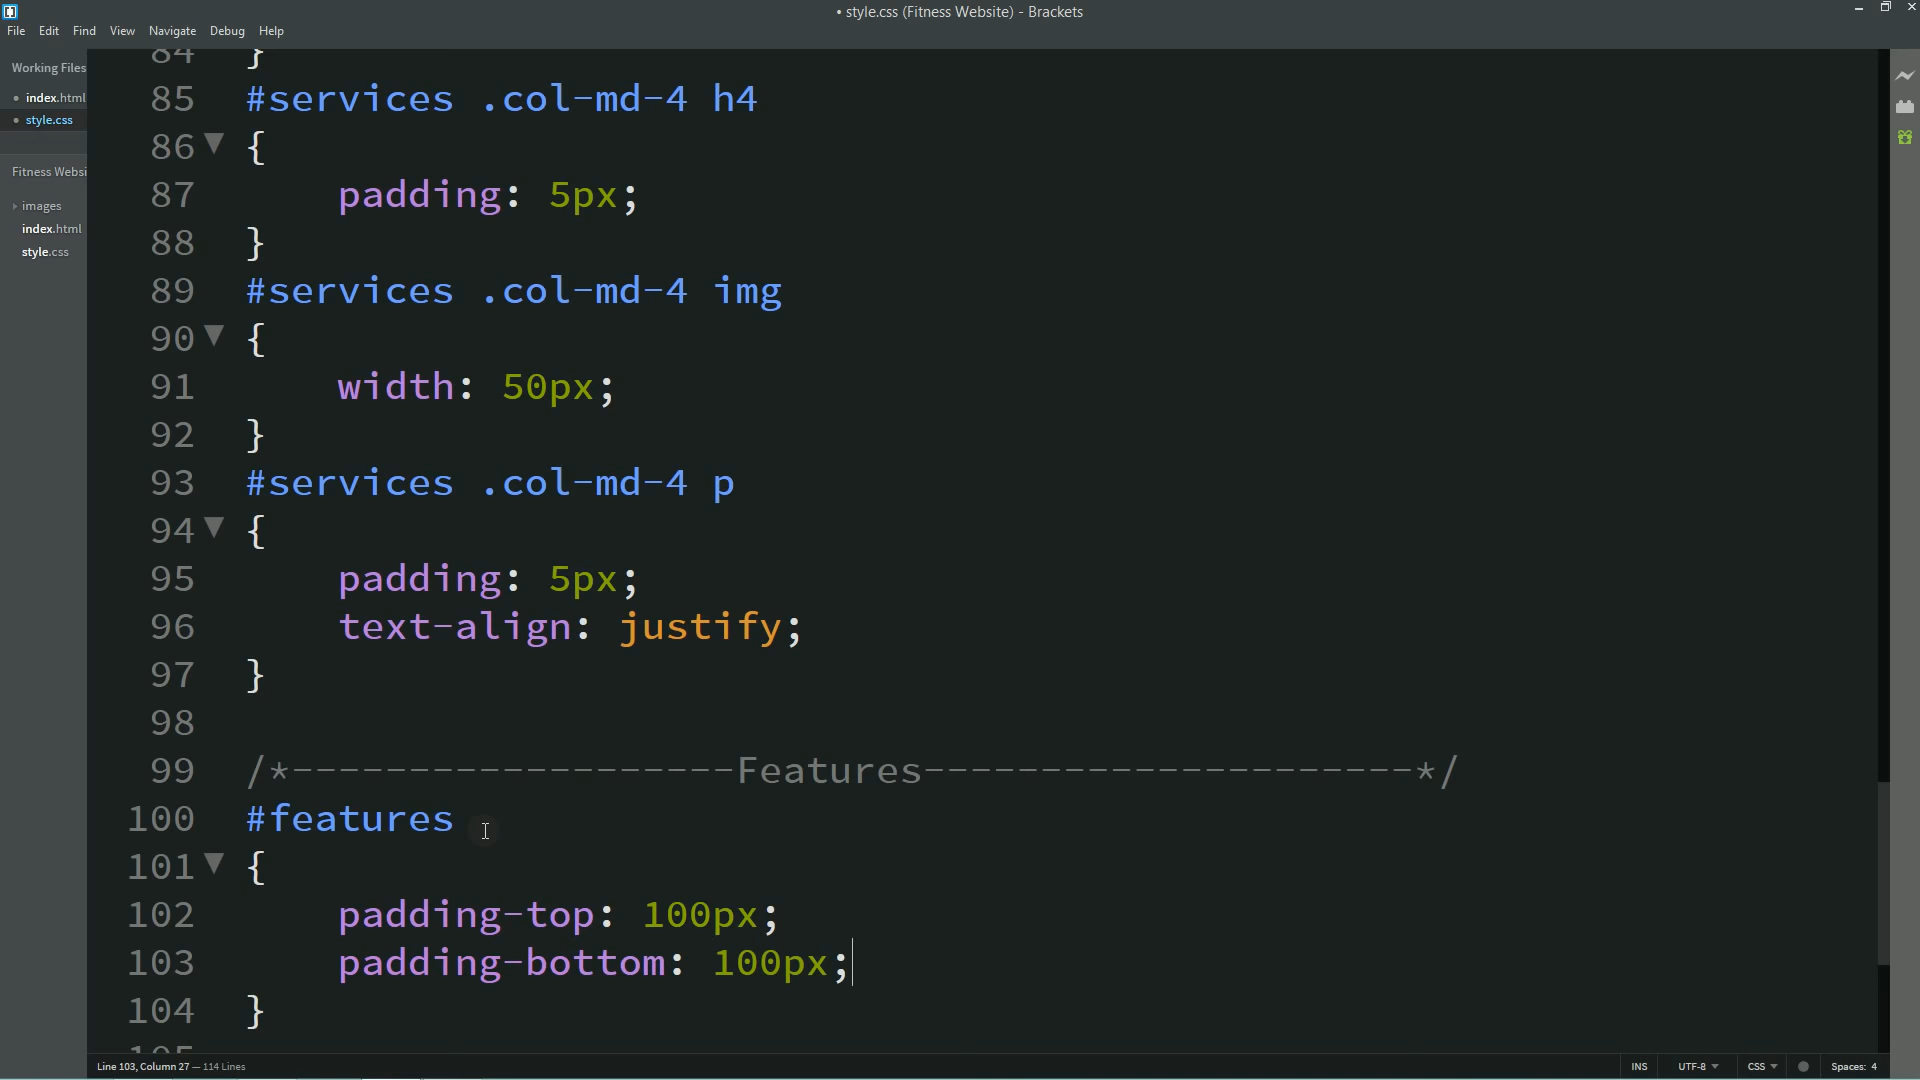 • style.css (Fitness Website) - Brackets
File Edit Find View Navigate Debug Help
Working Files
• index.html
• style.css
Fitness Websi
images
index.html
style.css
84 }
85 #services .col-md-4 h4
86 {
87 padding: 5px;
88 }
89 #services .col-md-4 img
90 {
91 width: 50px;
92 }
93 #services .col-md-4 p
94 {
95 padding: 5px;
96 text-align: justify;
97 }
98
99 /*-------------------Features---------------------*/
100 #features
101 {
102 padding-top: 100px;
103 padding-bottom: 100px;
104 }
105
Line 103, Column 27 — 114 Lines
INS UTF-8 CSS Spaces: 4